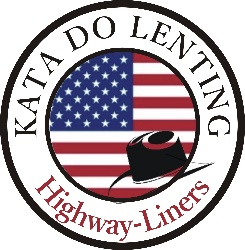 KATA DO LENTING
Highway-Liners